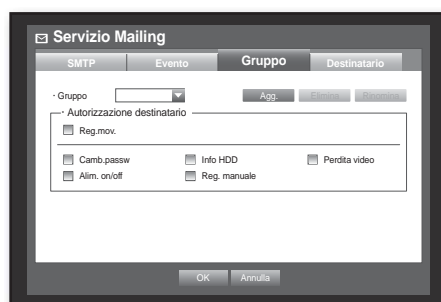 Servizio Mailing
SMTP Evento Gruppo Destinatario
· Gruppo Agg. Elimina Rinomina
· Autorizzazione destinatario
Reg.mov.
Camb.passw Info HDD Perdita video
Alim. on/off Reg. manuale
OK Annulla